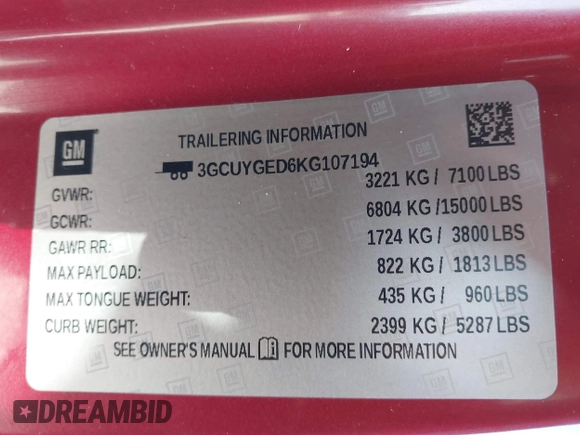 GM
TRAILERING INFORMATION
3GCUYGED6KG107194
GVWR: 3221 KG / 7100 LBS
GCWR: 6804 KG /15000 LBS
GAWR RR: 1724 KG / 3800 LBS
MAX PAYLOAD: 822 KG / 1813 LBS
MAX TONGUE WEIGHT: 435 KG / 960 LBS
CURB WEIGHT: 2399 KG / 5287 LBS
SEE OWNER'S MANUAL FOR MORE INFORMATION
DREAMBID